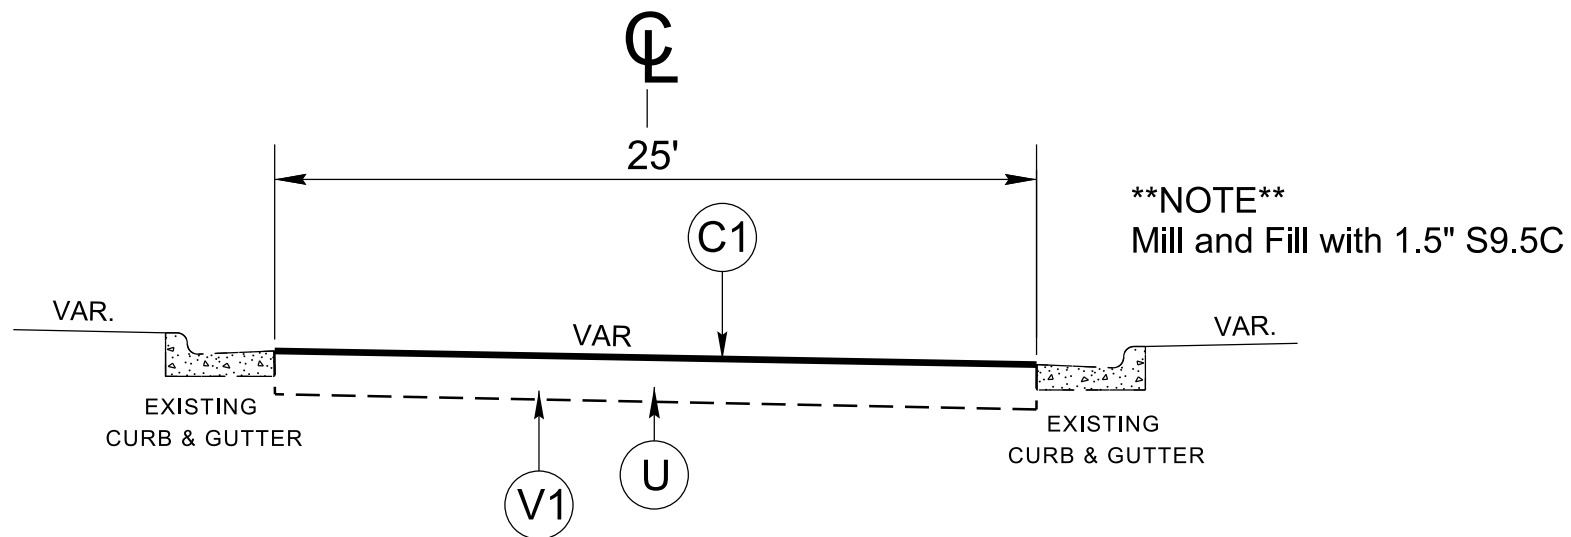 ℄
25'
**NOTE**
Mill and Fill with 1.5" S9.5C
C1
VAR.
VAR
VAR.
EXISTING
CURB & GUTTER
EXISTING
CURB & GUTTER
V1
U